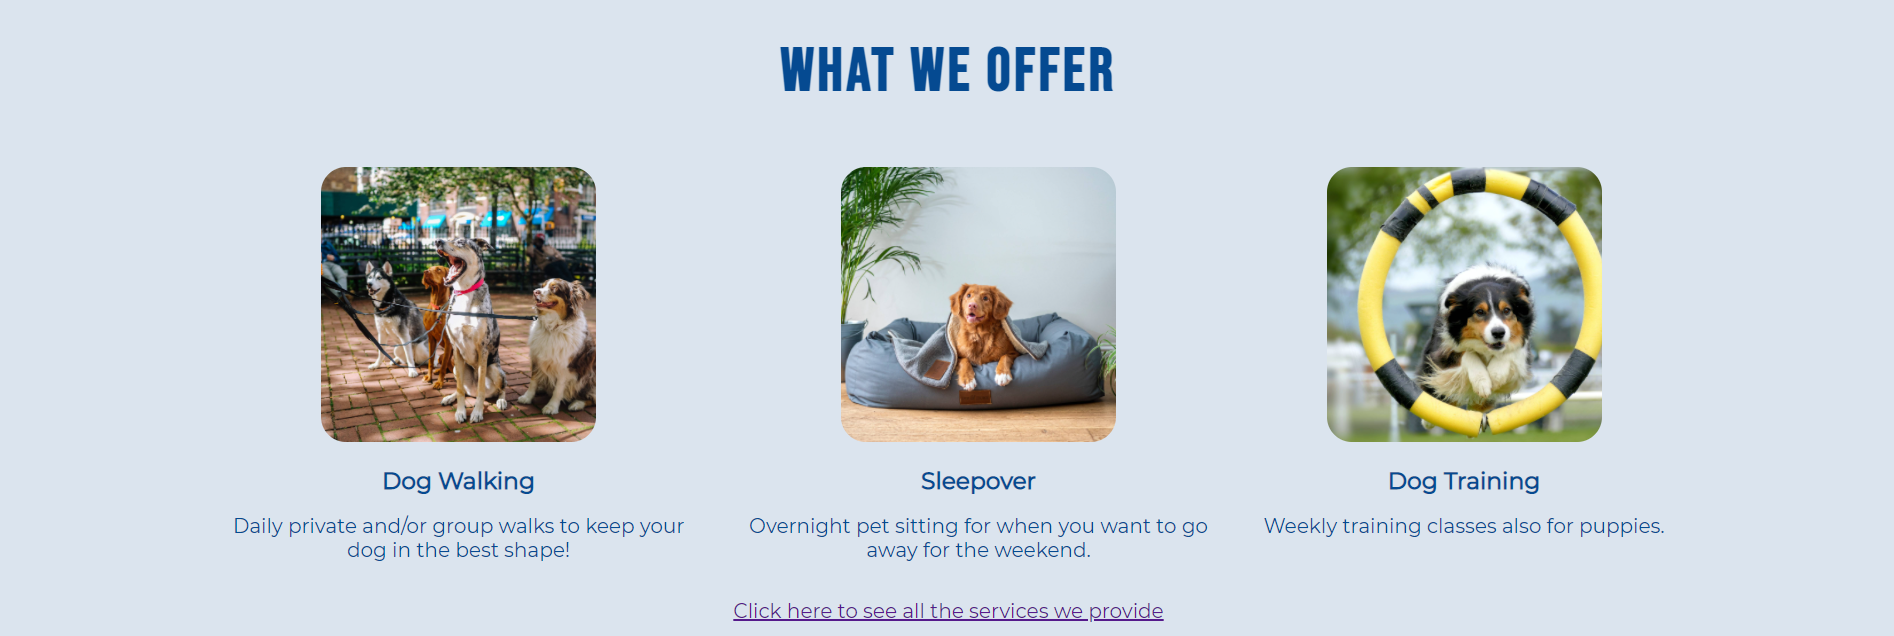 WHAT WE OFFER
Dog Walking
Daily private and/or group walks to keep your
dog in the best shape!
Sleepover
Overnight pet sitting for when you want to go
away for the weekend.
Dog Training
Weekly training classes also for puppies.
Click here to see all the services we provide